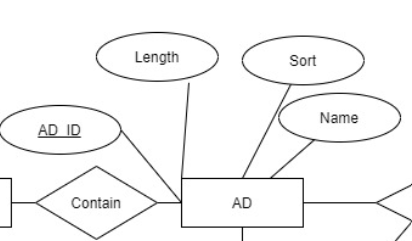 Length
Sort
Name
AD_ID
Contain
AD